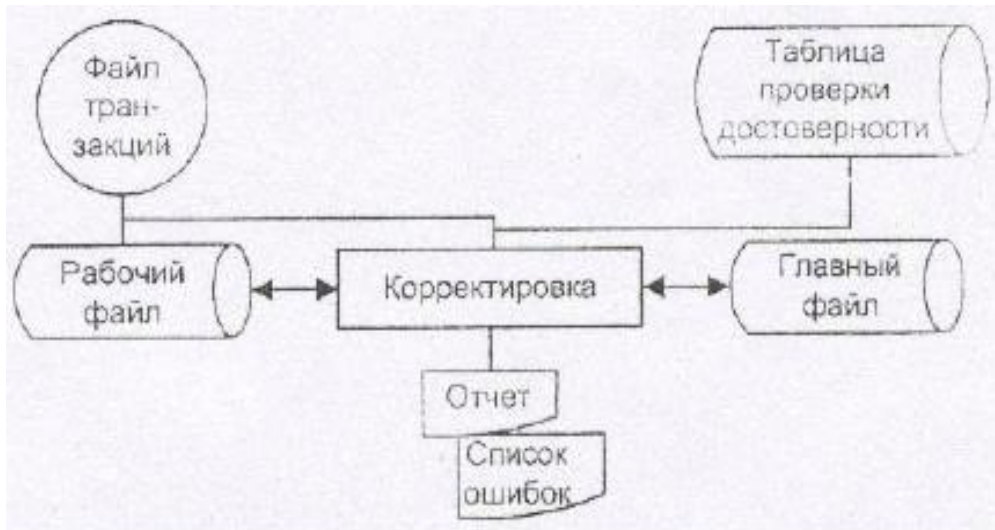 Файл
тран-
закций
Таблица
проверки
достоверности
Рабочий
файл
Корректировка
Главный
файл
Отчет
Список
ошибок